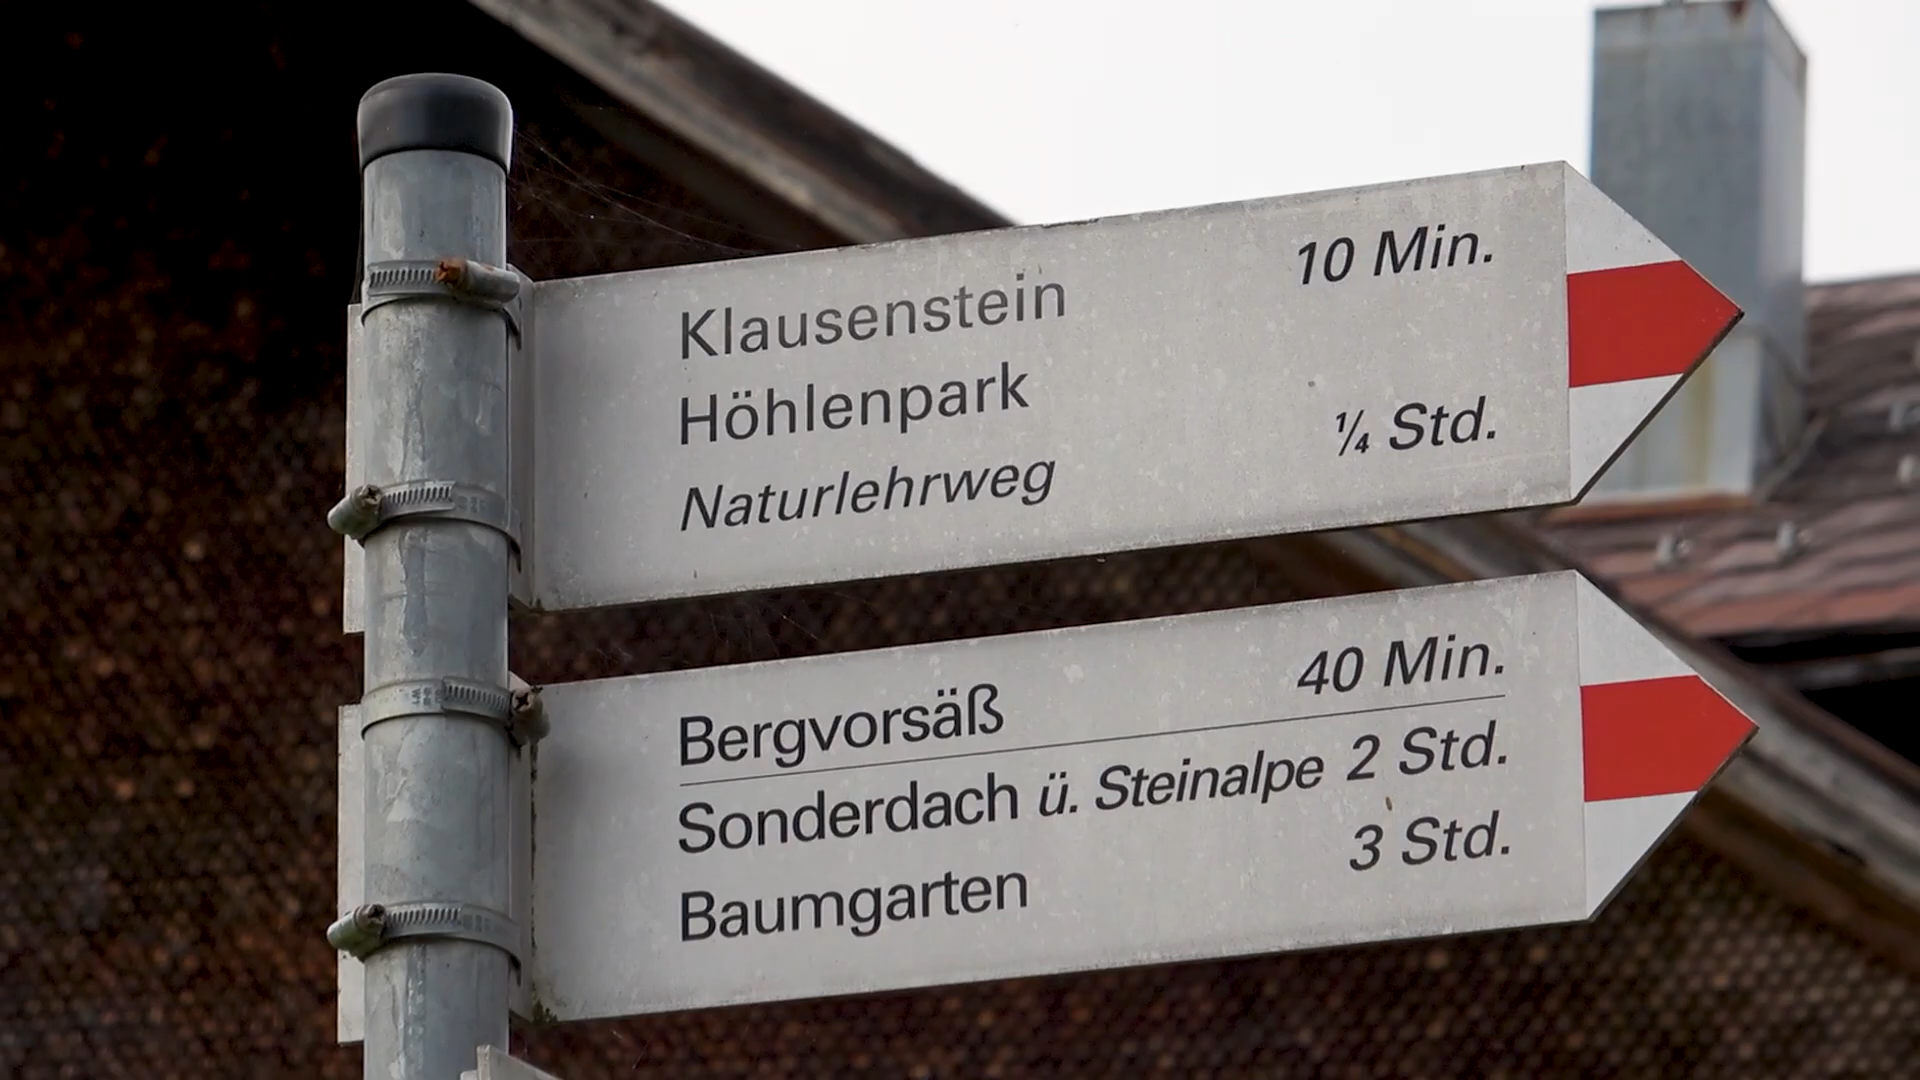 Klausenstein 10 Min.
Höhlenpark
Naturlehrweg ¼ Std.
Bergvorsäß 40 Min.
Sonderdach ü. Steinalpe 2 Std.
Baumgarten 3 Std.